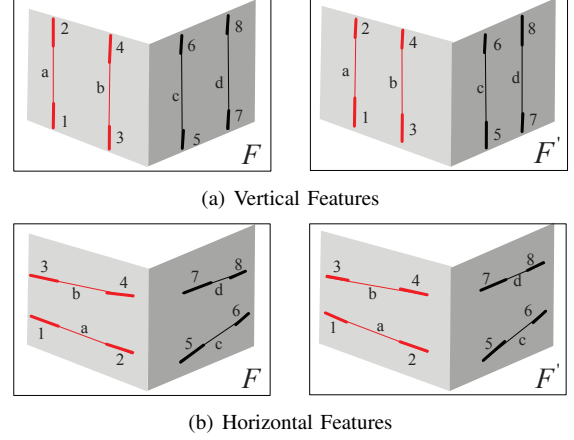 2 4 6 8
a b c d
1 3 5 7
F
2 4 6 8
a b c d
1 3 5 7
F'
(a) Vertical Features
3 4 7 8
b d
1 a 2 5 c 6
F
3 4 7 8
b d
1 a 2 5 c 6
F'
(b) Horizontal Features